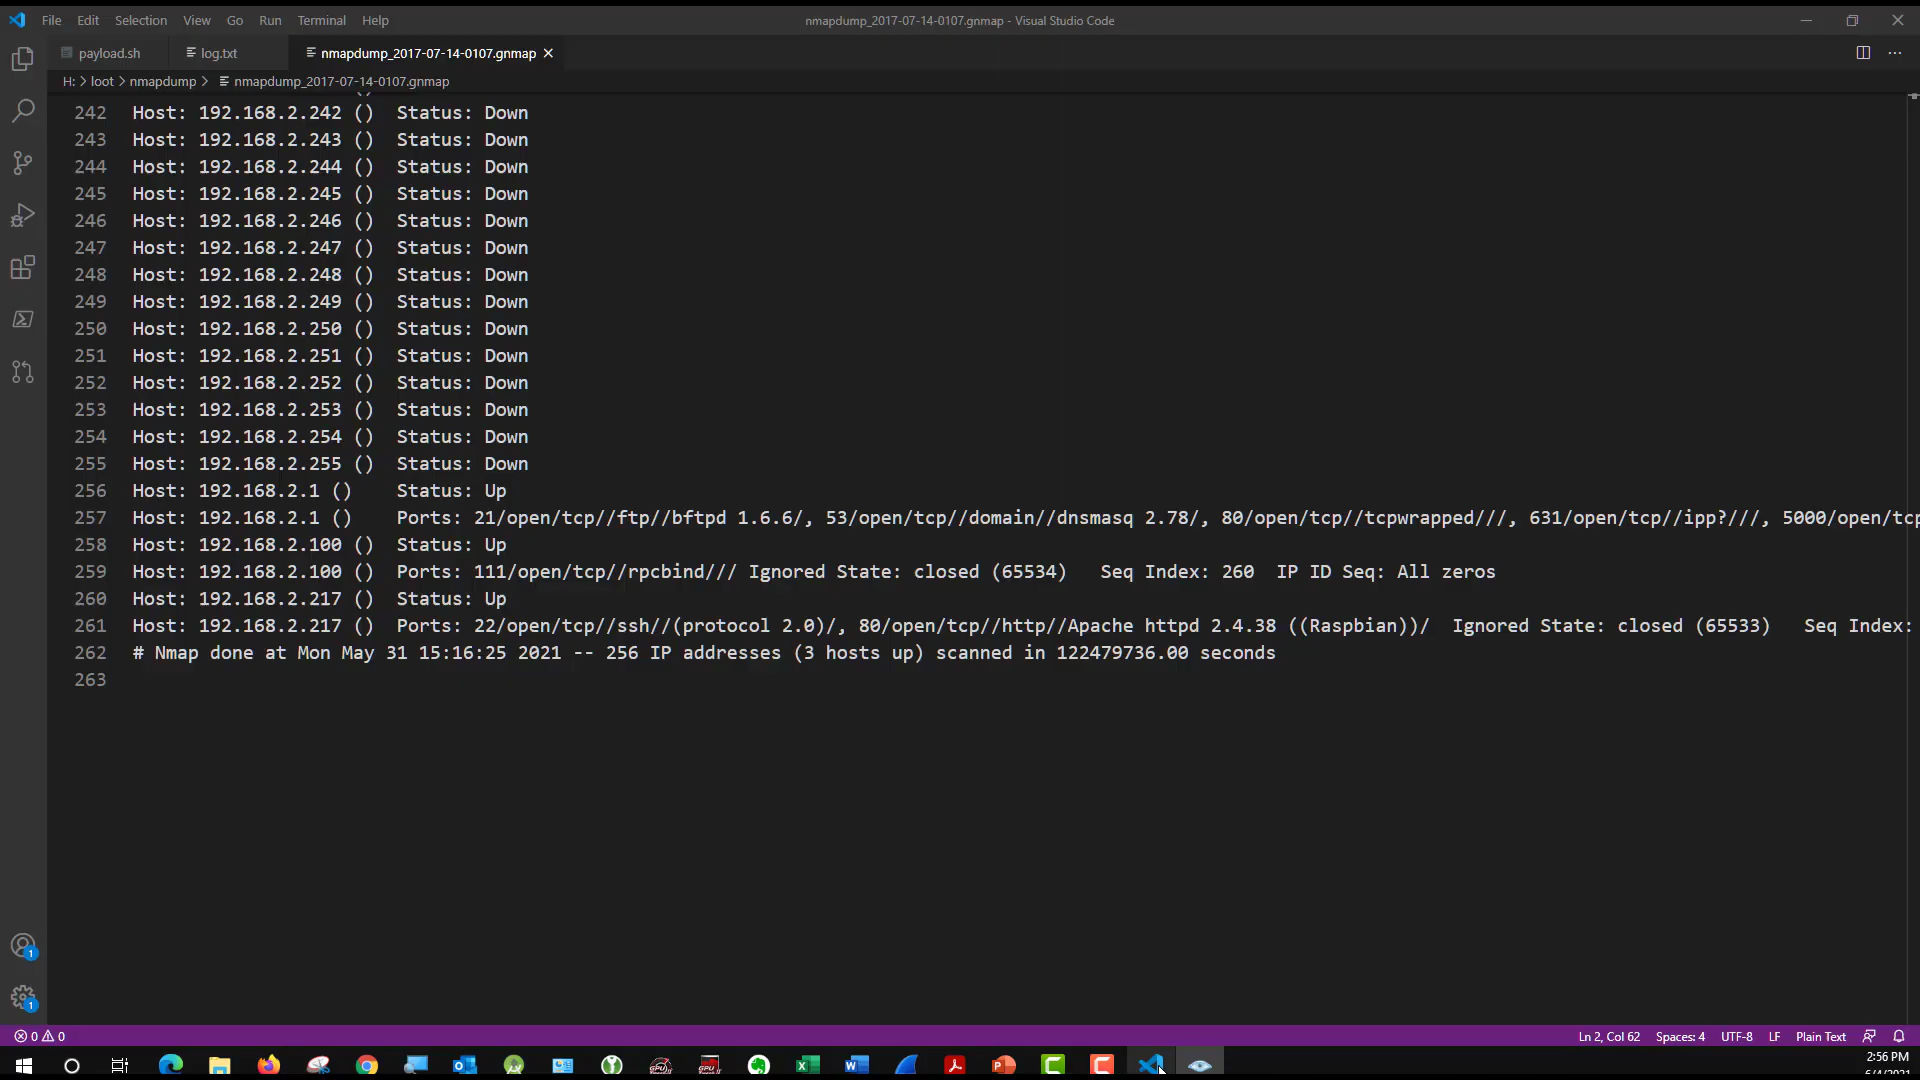 File Edit Selection View Go Run Terminal Help
nmapdump_2017-07-14-0107.gnmap - Visual Studio Code
payload.sh
log.txt
nmapdump_2017-07-14-0107.gnmap
H: > loot > nmapdump > nmapdump_2017-07-14-0107.gnmap
242 Host: 192.168.2.242 () Status: Down
243 Host: 192.168.2.243 () Status: Down
244 Host: 192.168.2.244 () Status: Down
245 Host: 192.168.2.245 () Status: Down
246 Host: 192.168.2.246 () Status: Down
247 Host: 192.168.2.247 () Status: Down
248 Host: 192.168.2.248 () Status: Down
249 Host: 192.168.2.249 () Status: Down
250 Host: 192.168.2.250 () Status: Down
251 Host: 192.168.2.251 () Status: Down
252 Host: 192.168.2.252 () Status: Down
253 Host: 192.168.2.253 () Status: Down
254 Host: 192.168.2.254 () Status: Down
255 Host: 192.168.2.255 () Status: Down
256 Host: 192.168.2.1 () Status: Up
257 Host: 192.168.2.1 () Ports: 21/open/tcp//ftp//bftpd 1.6.6/, 53/open/tcp//domain//dnsmasq 2.78/, 80/open/tcp//tcpwrapped///, 631/open/tcp//ipp?///, 5000/open/tcp
258 Host: 192.168.2.100 () Status: Up
259 Host: 192.168.2.100 () Ports: 111/open/tcp//rpcbind/// Ignored State: closed (65534) Seq Index: 260 IP ID Seq: All zeros
260 Host: 192.168.2.217 () Status: Up
261 Host: 192.168.2.217 () Ports: 22/open/tcp//ssh//(protocol 2.0)/, 80/open/tcp//http//Apache httpd 2.4.38 ((Raspbian))/ Ignored State: closed (65533) Seq Index:
262 # Nmap done at Mon May 31 15:16:25 2021 -- 256 IP addresses (3 hosts up) scanned in 122479736.00 seconds
263
1
1
0 0
Ln 2, Col 62 Spaces: 4 UTF-8 LF Plain Text
2:56 PM